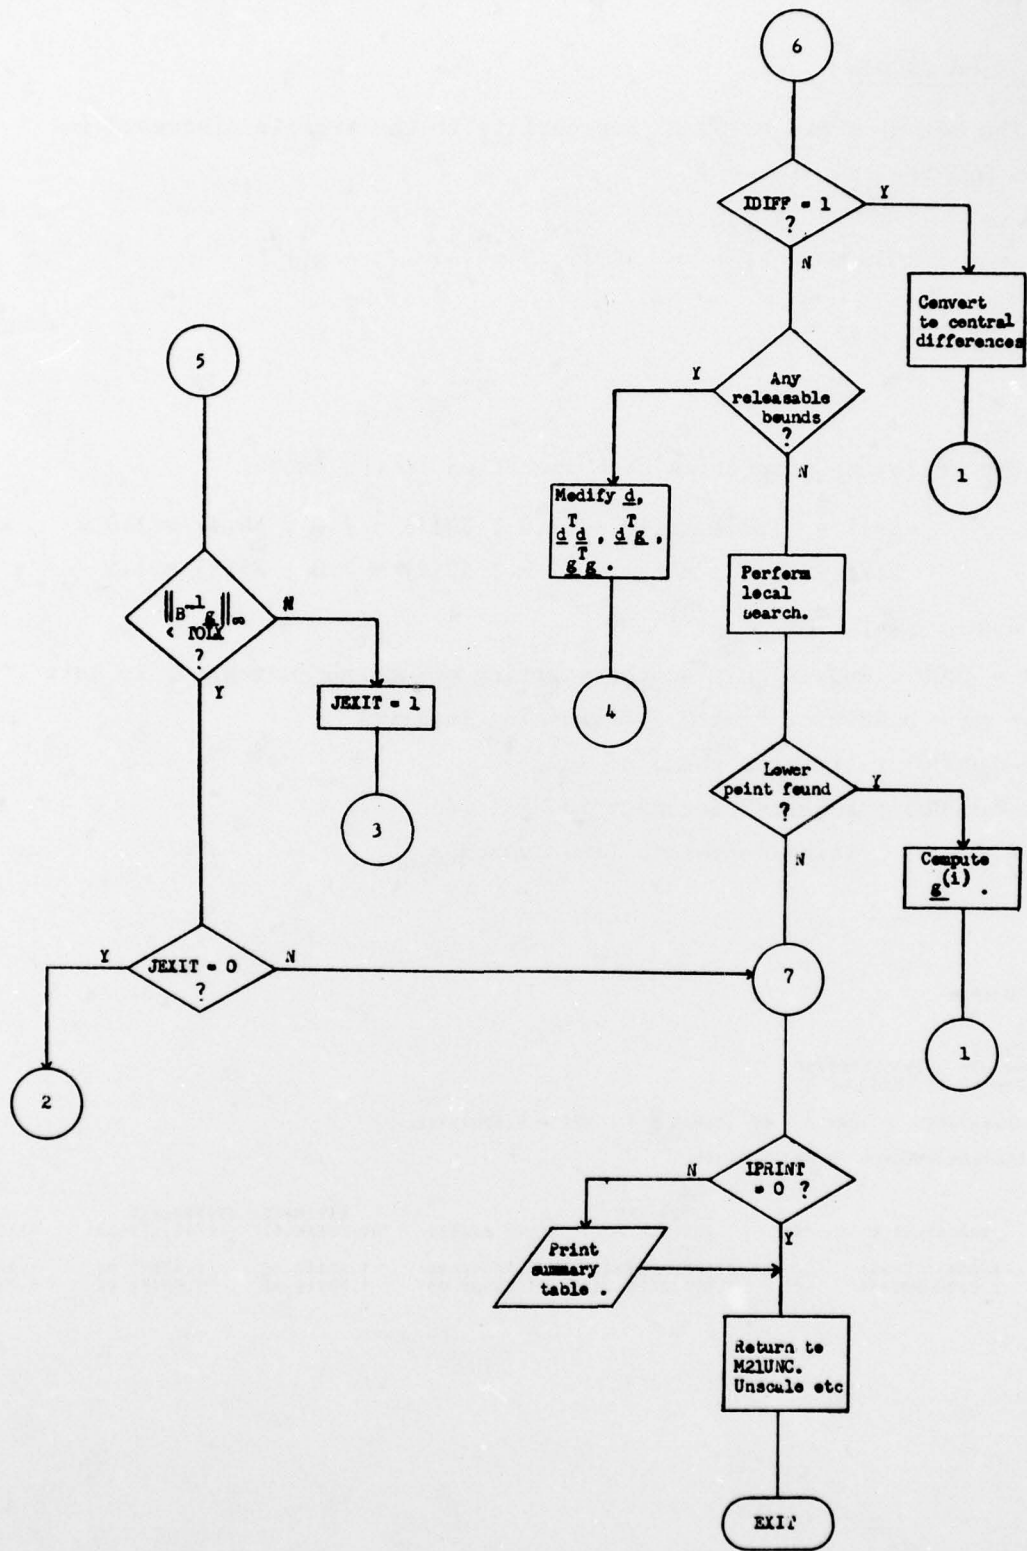 6
IDIFF = 1
?
Y
N
Convert
to central
differences
1
Any
releasable
bounds
?
Y
N
Modify d,
d^T d, d^T g,
g^T g.
4
Perform
local
search.
Lower
point found
?
Y
N
Compute
g^(i).
1
5
‖B^-1 g‖∞
< TOLX
?
N
Y
JEXIT = 1
3
JEXIT = 0
?
Y
N
2
7
IPRINT
= 0 ?
N
Y
Print
summary
table.
Return to
M21UNC.
Unscale etc
EXIT